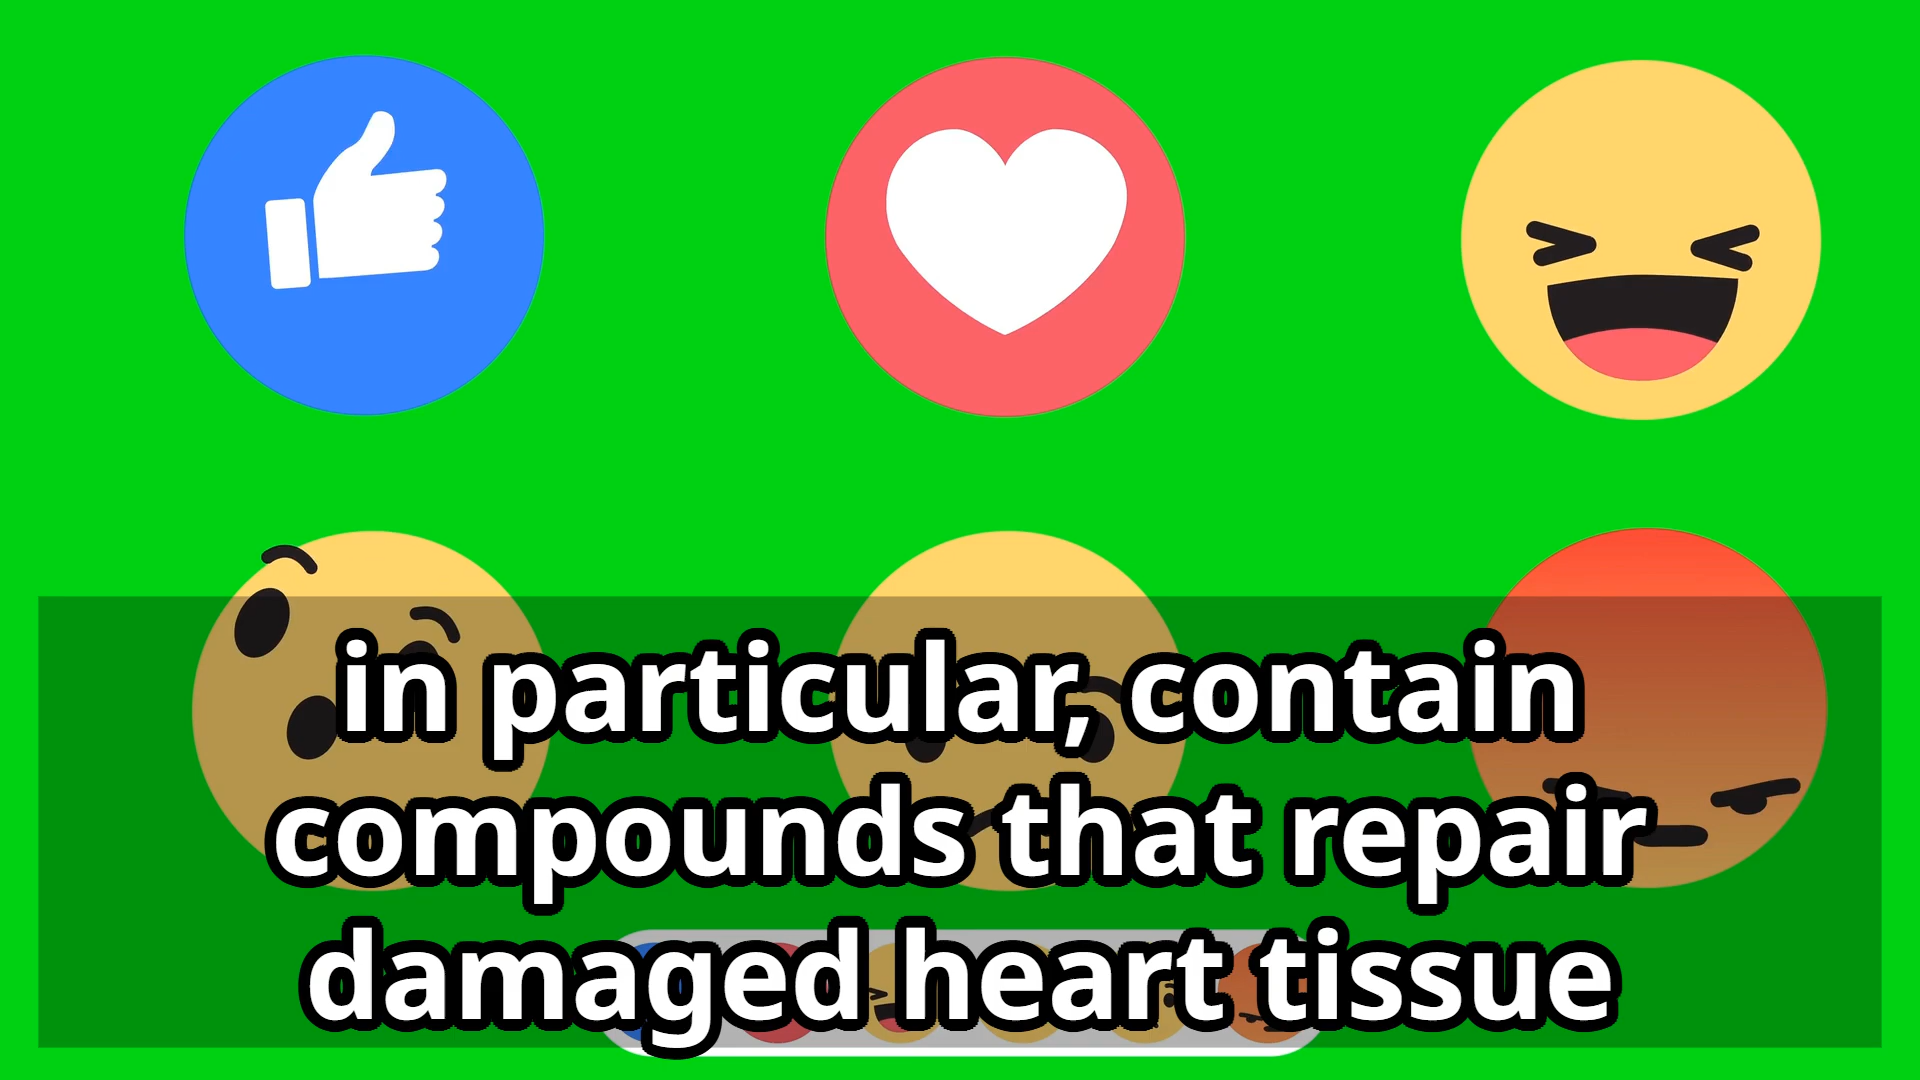 in particular, contain
compounds that repair
damaged heart tissue